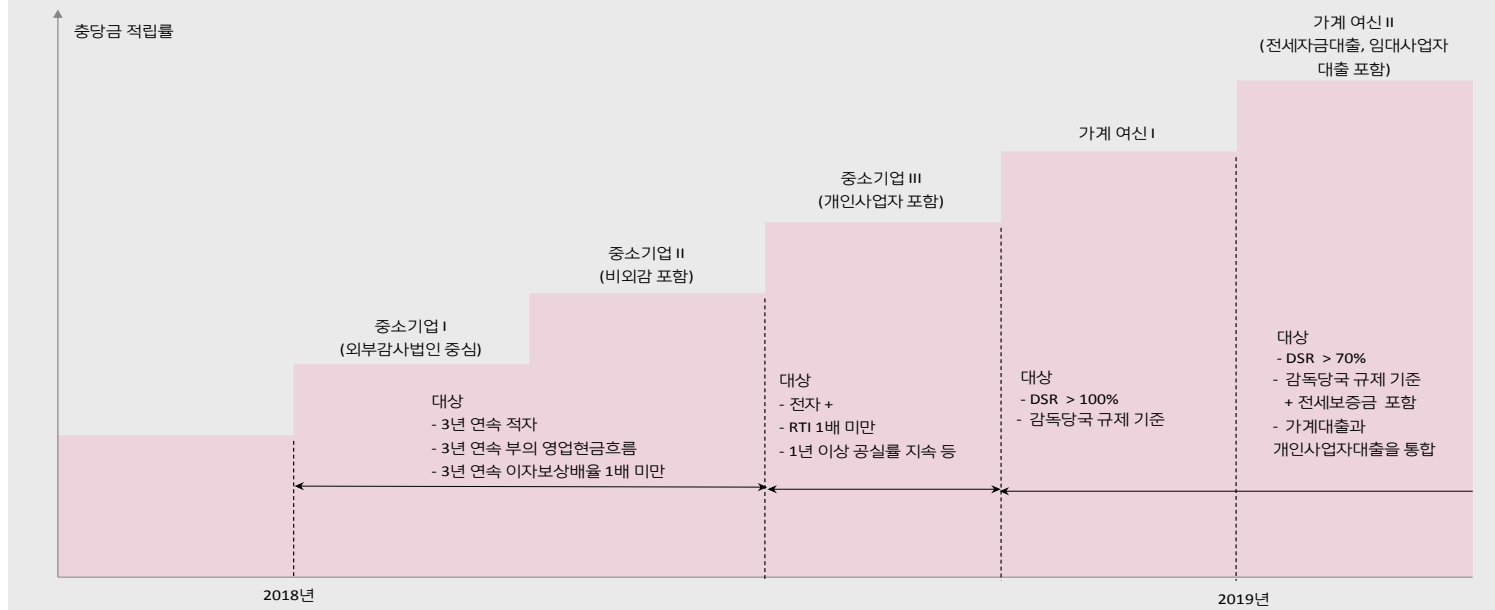 충당금 적립률
가계 여신 II
(전세자금대출, 임대사업자
대출 포함)
가계 여신 I
중소기업 III
(개인사업자 포함)
중소기업 II
(비외감 포함)
중소기업 I
(외부감사법인 중심)
대상
- 3년 연속 적자
- 3년 연속 부의 영업현금흐름
- 3년 연속 이자보상배율 1배 미만
대상
- 전자 +
- RTI 1배 미만
- 1년 이상 공실률 지속 등
대상
- DSR > 100%
- 감독당국 규제 기준
대상
- DSR > 70%
- 감독당국 규제 기준
+ 전세보증금 포함
- 가계대출과
개인사업자대출을 통합
2018년
2019년